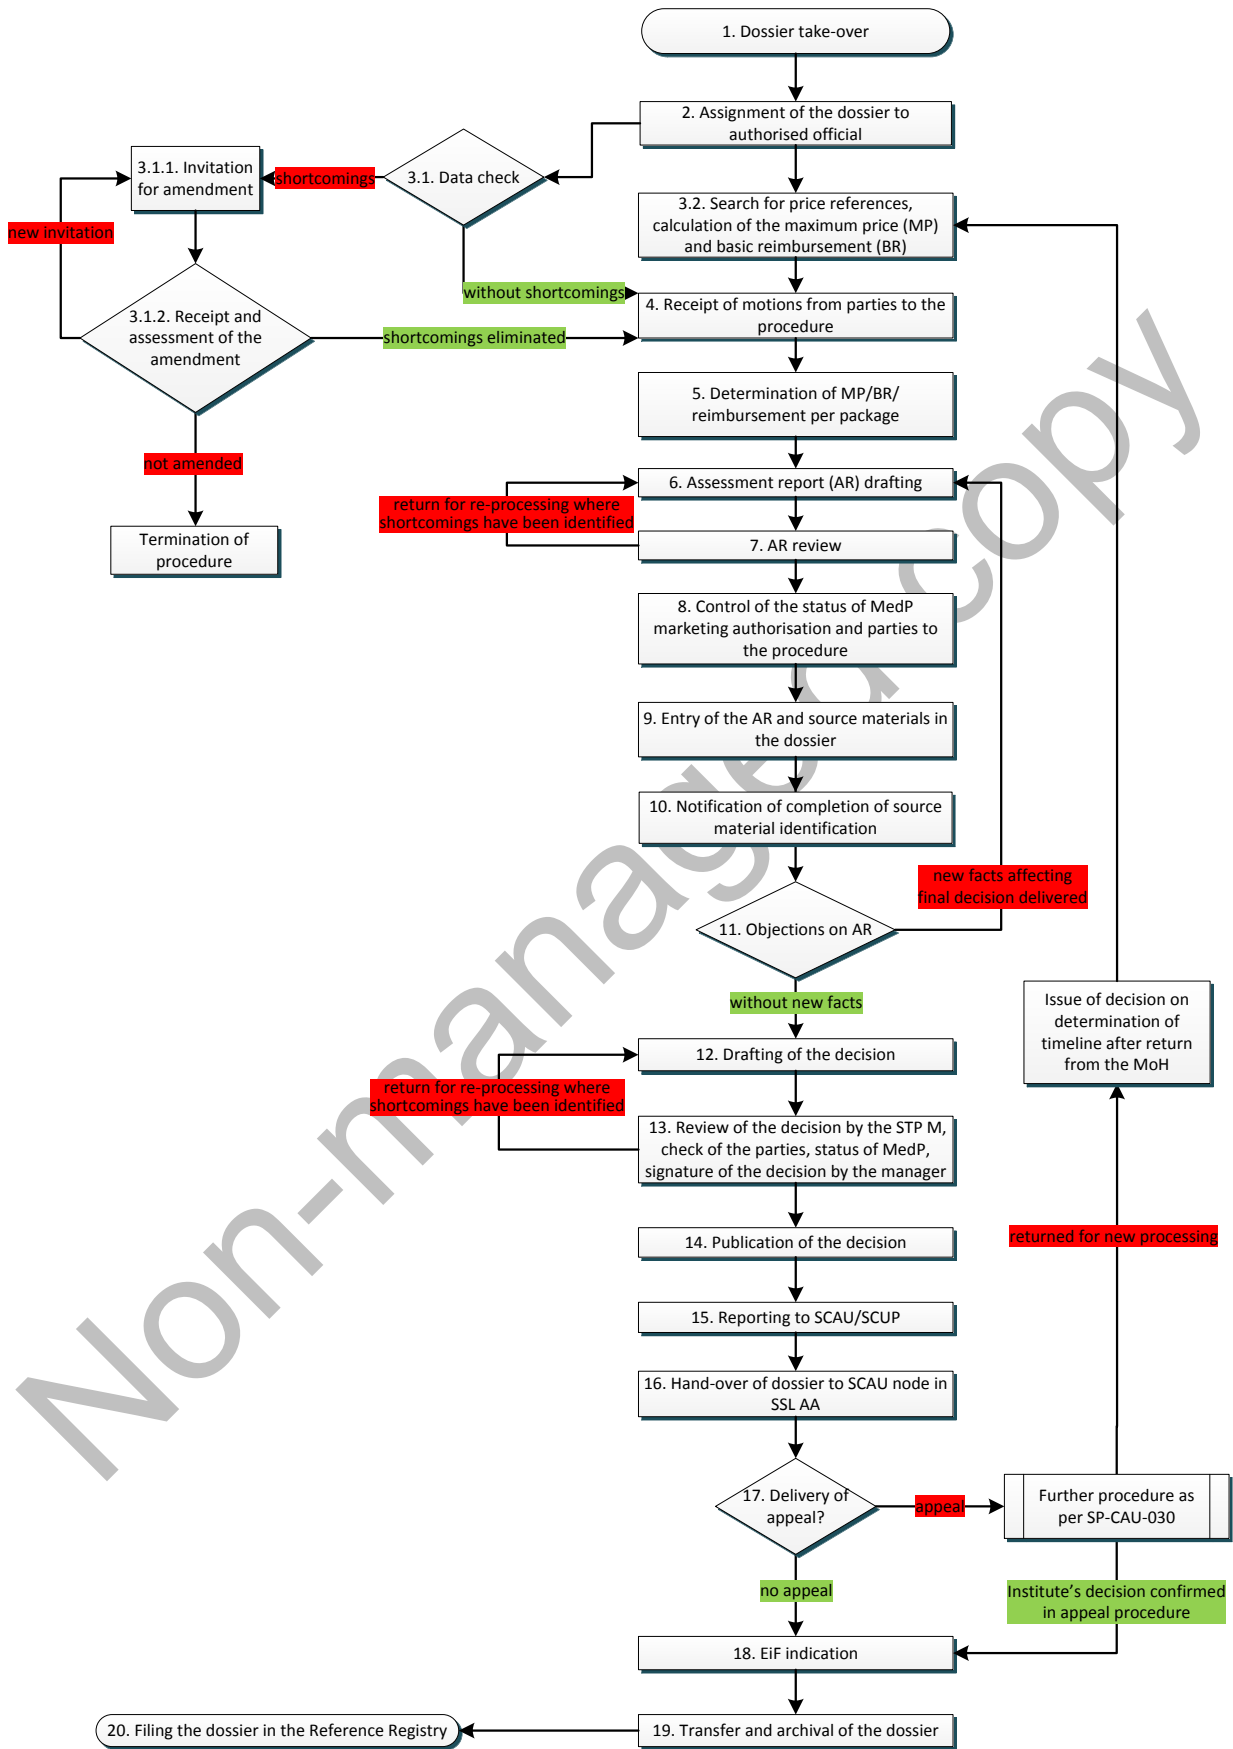 1. Dossier take-over
2. Assignment of the dossier to
authorised official
3.1.1. Invitation
for amendment
shortcomings
3.1. Data check
3.2. Search for price references,
calculation of the maximum price (MP)
and basic reimbursement (BR)
new invitation
without shortcomings
4. Receipt of motions from parties to the
procedure
3.1.2. Receipt and
assessment of the
amendment
shortcomings eliminated
5. Determination of MP/BR/
reimbursement per package
not amended
6. Assessment report (AR) drafting
return for re-processing where
shortcomings have been identified
Termination of
procedure
7. AR review
8. Control of the status of MedP
marketing authorisation and parties to
the procedure
9. Entry of the AR and source materials in
the dossier
10. Notification of completion of source
material identification
new facts affecting
final decision delivered
11. Objections on AR
without new facts
Issue of decision on
determination of
timeline after return
from the MoH
12. Drafting of the decision
return for re-processing where
shortcomings have been identified
13. Review of the decision by the STP M,
check of the parties, status of MedP,
signature of the decision by the manager
14. Publication of the decision
returned for new processing
15. Reporting to SCAU/SCUP
16. Hand-over of dossier to SCAU node in
SSL AA
17. Delivery of
appeal?
appeal
Further procedure as
per SP-CAU-030
no appeal
Institute's decision confirmed
in appeal procedure
18. EiF indication
19. Transfer and archival of the dossier
20. Filing the dossier in the Reference Registry
Non-managed copy